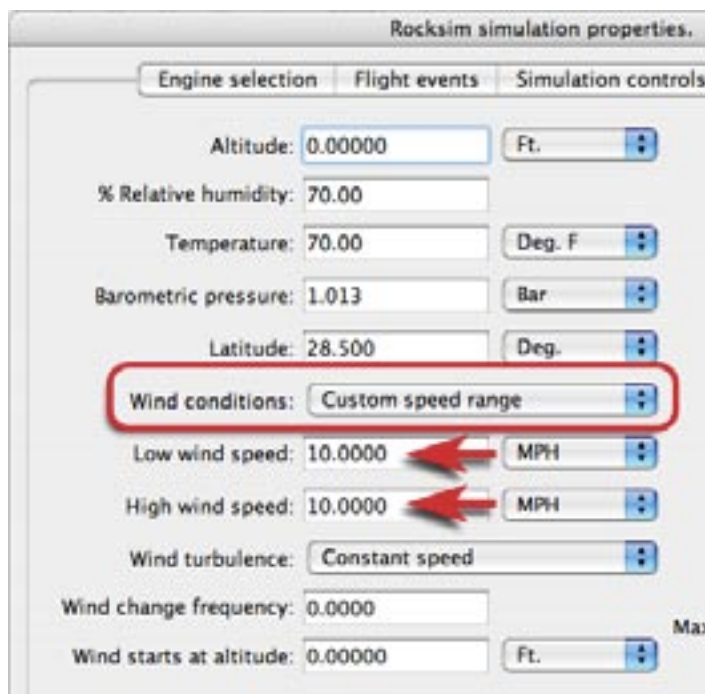 Rocksim simulation properties.
Engine selection Flight events Simulation controls
Altitude: 0.00000 Ft.
% Relative humidity: 70.00
Temperature: 70.00 Deg. F
Barometric pressure: 1.013 Bar
Latitude: 28.500 Deg.
Wind conditions: Custom speed range
Low wind speed: 10.0000 MPH
High wind speed: 10.0000 MPH
Wind turbulence: Constant speed
Wind change frequency: 0.0000
Max
Wind starts at altitude: 0.00000 Ft.